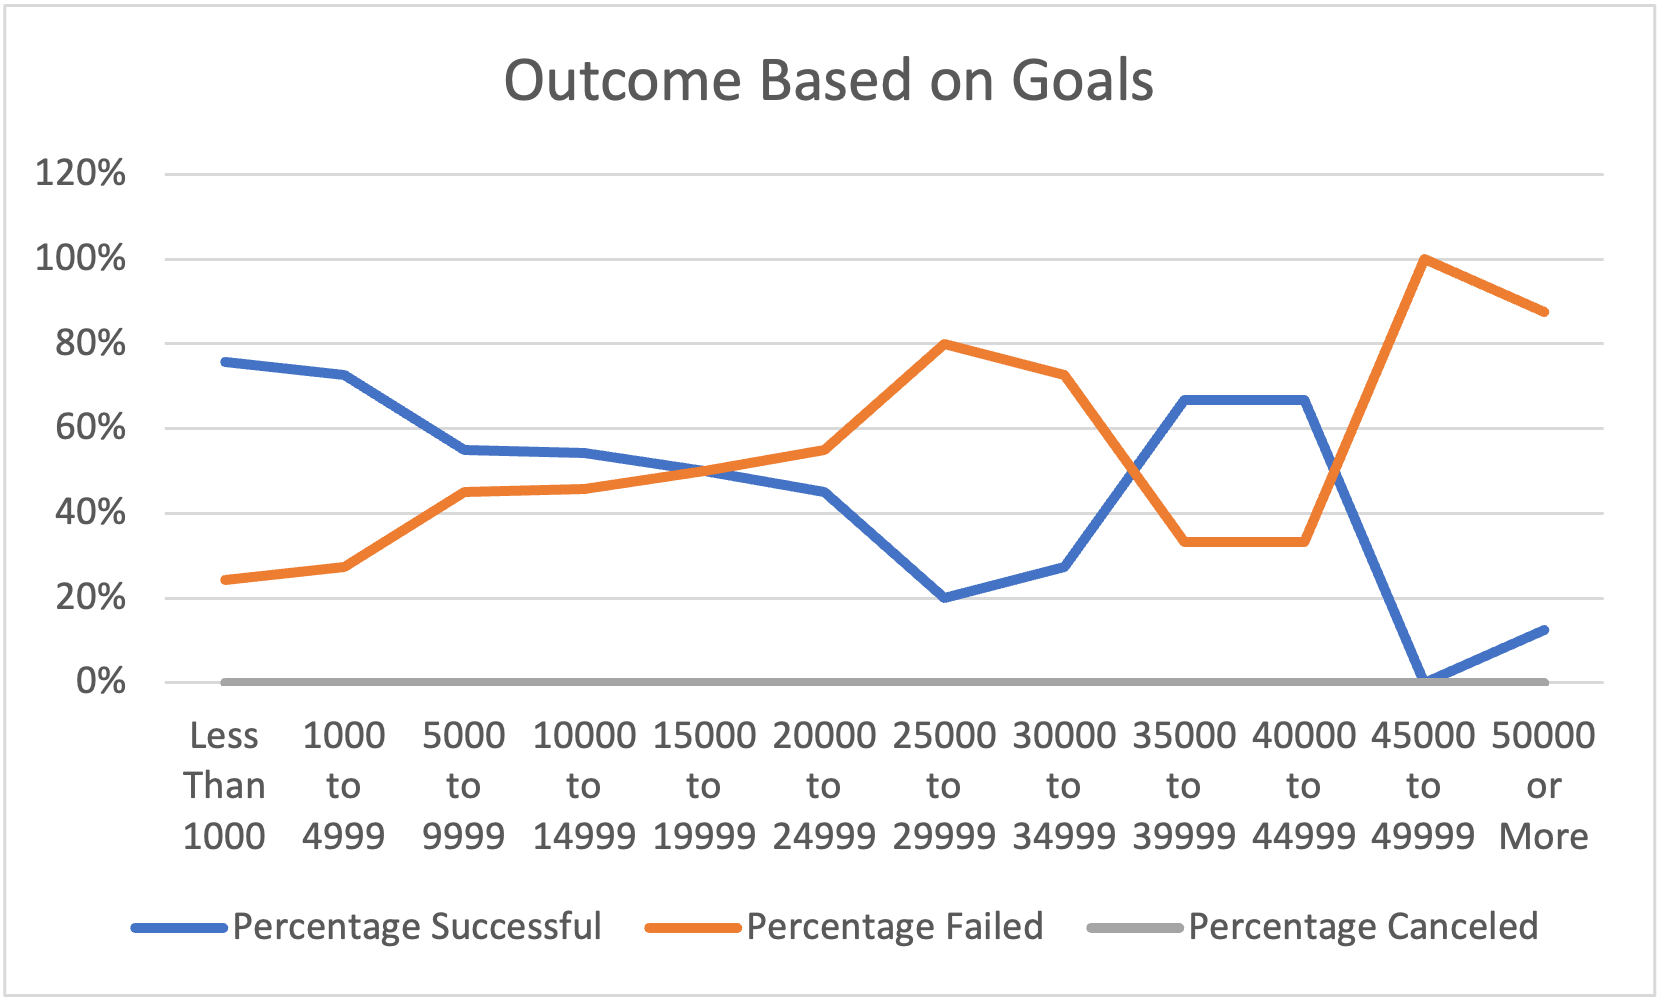 Outcome Based on Goals
120%
100%
80%
60%
40%
20%
0%
Less Than 1000
1000 to 4999
5000 to 9999
10000 to 14999
15000 to 19999
20000 to 24999
25000 to 29999
30000 to 34999
35000 to 39999
40000 to 44999
45000 to 49999
50000 or More
Percentage Successful
Percentage Failed
Percentage Canceled